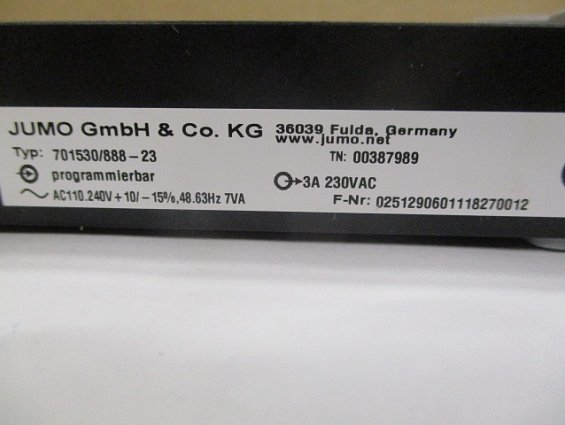 JUMO GmbH & Co. KG 36039 Fulda, Germany
www.jumo.net
Typ: 701530/888-23 TN: 00387989
programmierbar 3A 230VAC
AC110.240V+10/-15%,48.63Hz 7VA F-Nr: 0251290601118270012